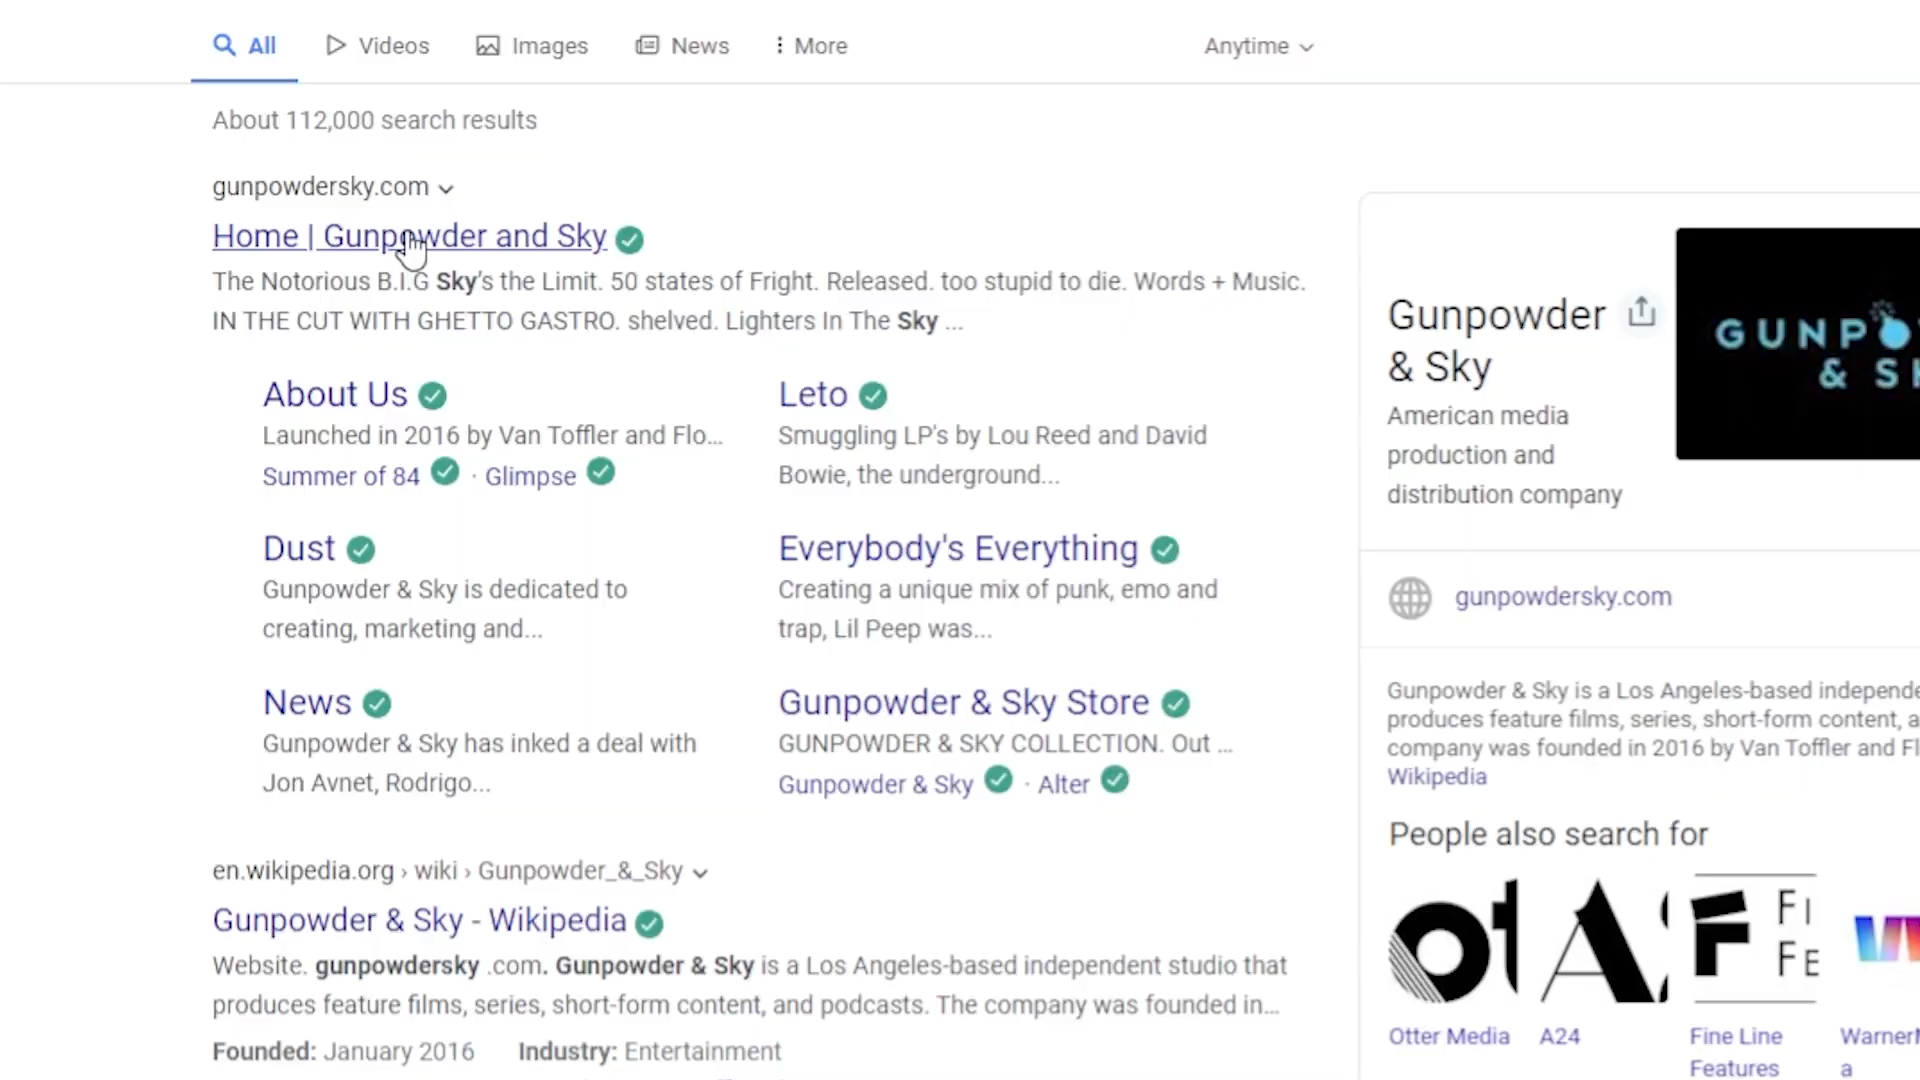 All
Videos
Images
News
More
Anytime
About 112,000 search results
gunpowdersky.com
Home | Gunpowder and Sky
The Notorious B.I.G Sky's the Limit. 50 states of Fright. Released. too stupid to die. Words + Music.
IN THE CUT WITH GHETTO GASTRO. shelved. Lighters In The Sky ...
About Us
Launched in 2016 by Van Toffler and Flo...
Summer of 84 · Glimpse
Leto
Smuggling LP's by Lou Reed and David
Bowie, the underground...
Dust
Gunpowder & Sky is dedicated to
creating, marketing and...
Everybody's Everything
Creating a unique mix of punk, emo and
trap, Lil Peep was...
News
Gunpowder & Sky has inked a deal with
Jon Avnet, Rodrigo...
Gunpowder & Sky Store
GUNPOWDER & SKY COLLECTION. Out ...
Gunpowder & Sky · Alter
en.wikipedia.org › wiki › Gunpowder_&_Sky
Gunpowder & Sky - Wikipedia
Website. gunpowdersky .com. Gunpowder & Sky is a Los Angeles-based independent studio that
produces feature films, series, short-form content, and podcasts. The company was founded in...
Founded: January 2016 Industry: Entertainment
Gunpowder
& Sky
American media
production and
distribution company
GUNPO
& S
gunpowdersky.com
Gunpowder & Sky is a Los Angeles-based independe
produces feature films, series, short-form content, a
company was founded in 2016 by Van Toffler and Fl
Wikipedia
People also search for
ot
A
F FI
FE
Otter Media
A24
Fine Line
Features
Warner
a